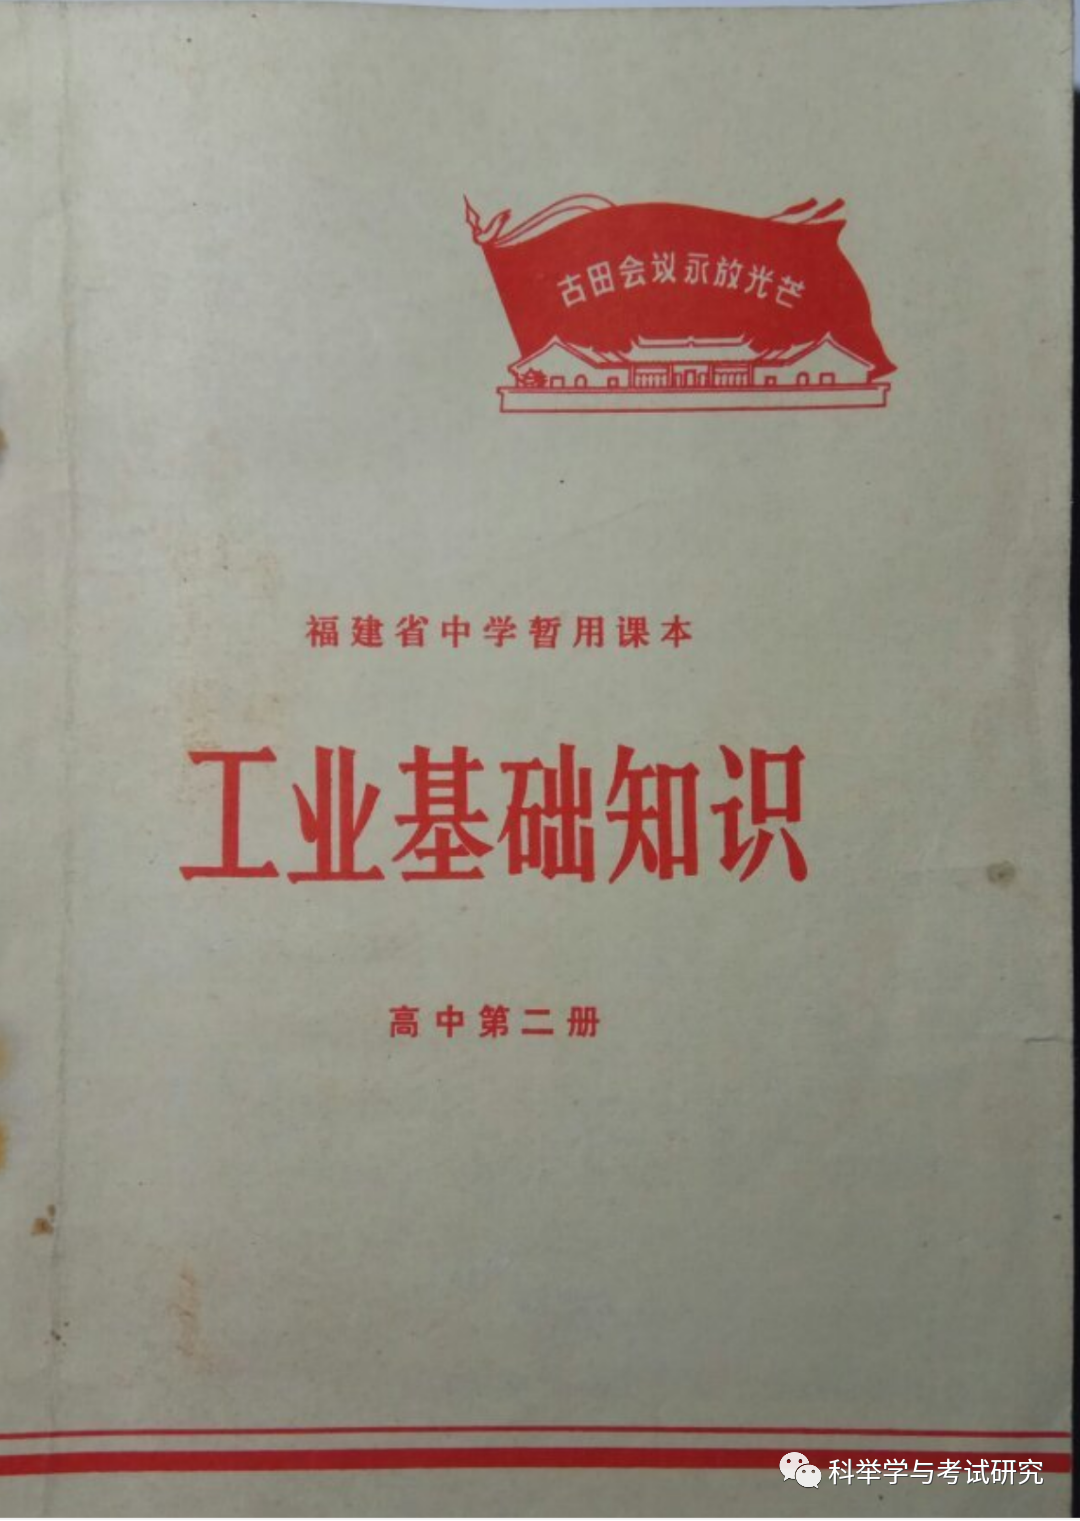 古田会议永放光芒
福建省中学暂用课本
工业基础知识
高中第二册
科举学与考试研究